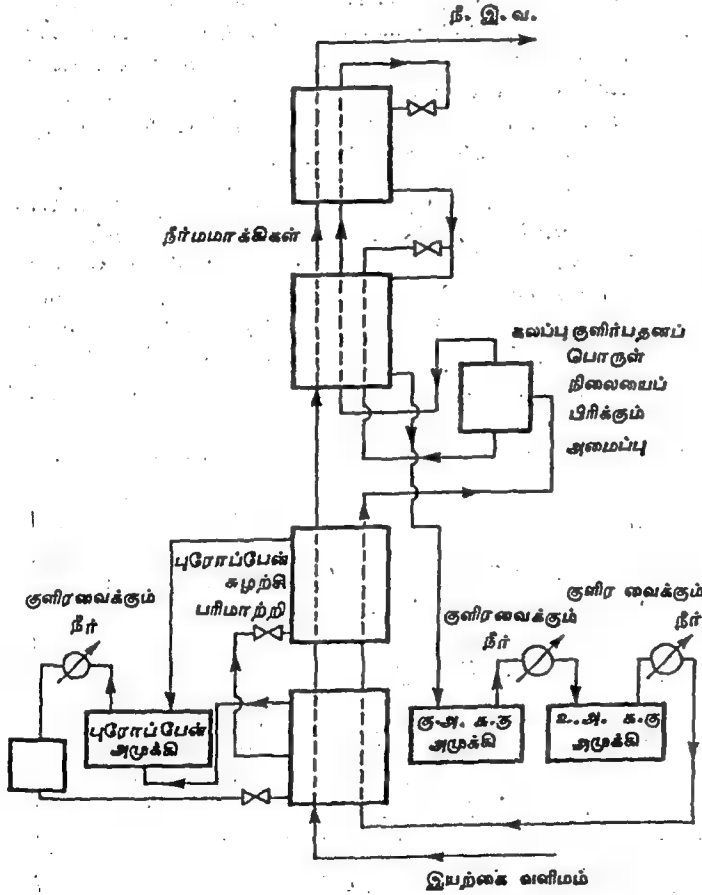 நீ. இ. வ.
நீர்மமாக்கிகள்
கலப்பு குளிர்பதனப்
பொருள்
நிலையைப்
பிரிக்கும்
அமைப்பு
புரோப்பேன்
சுழற்சி
பரிமாற்றி
குளிரவைக்கும்
நீர்
குளிரவைக்கும்
நீர்
குளிர வைக்கும்
நீர்
புரோப்பேன்
அமுக்கி
கு.அ. க.கு
அமுக்கி
உ.அ. க.கு
அமுக்கி
இயற்கை வளிமம்